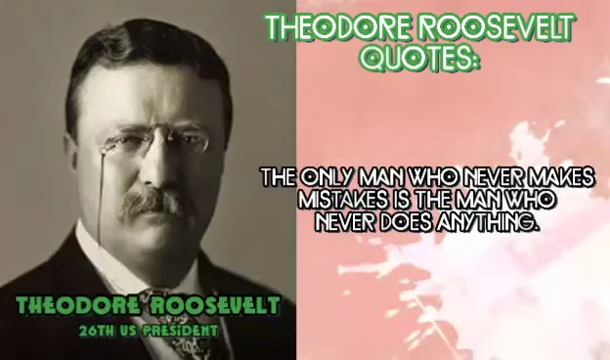 THEODORE ROOSEVELT
QUOTES:
THE ONLY MAN WHO NEVER MAKES
MISTAKES IS THE MAN WHO
NEVER DOES ANYTHING.
THEODORE ROOSEVELT
26TH US PRESIDENT